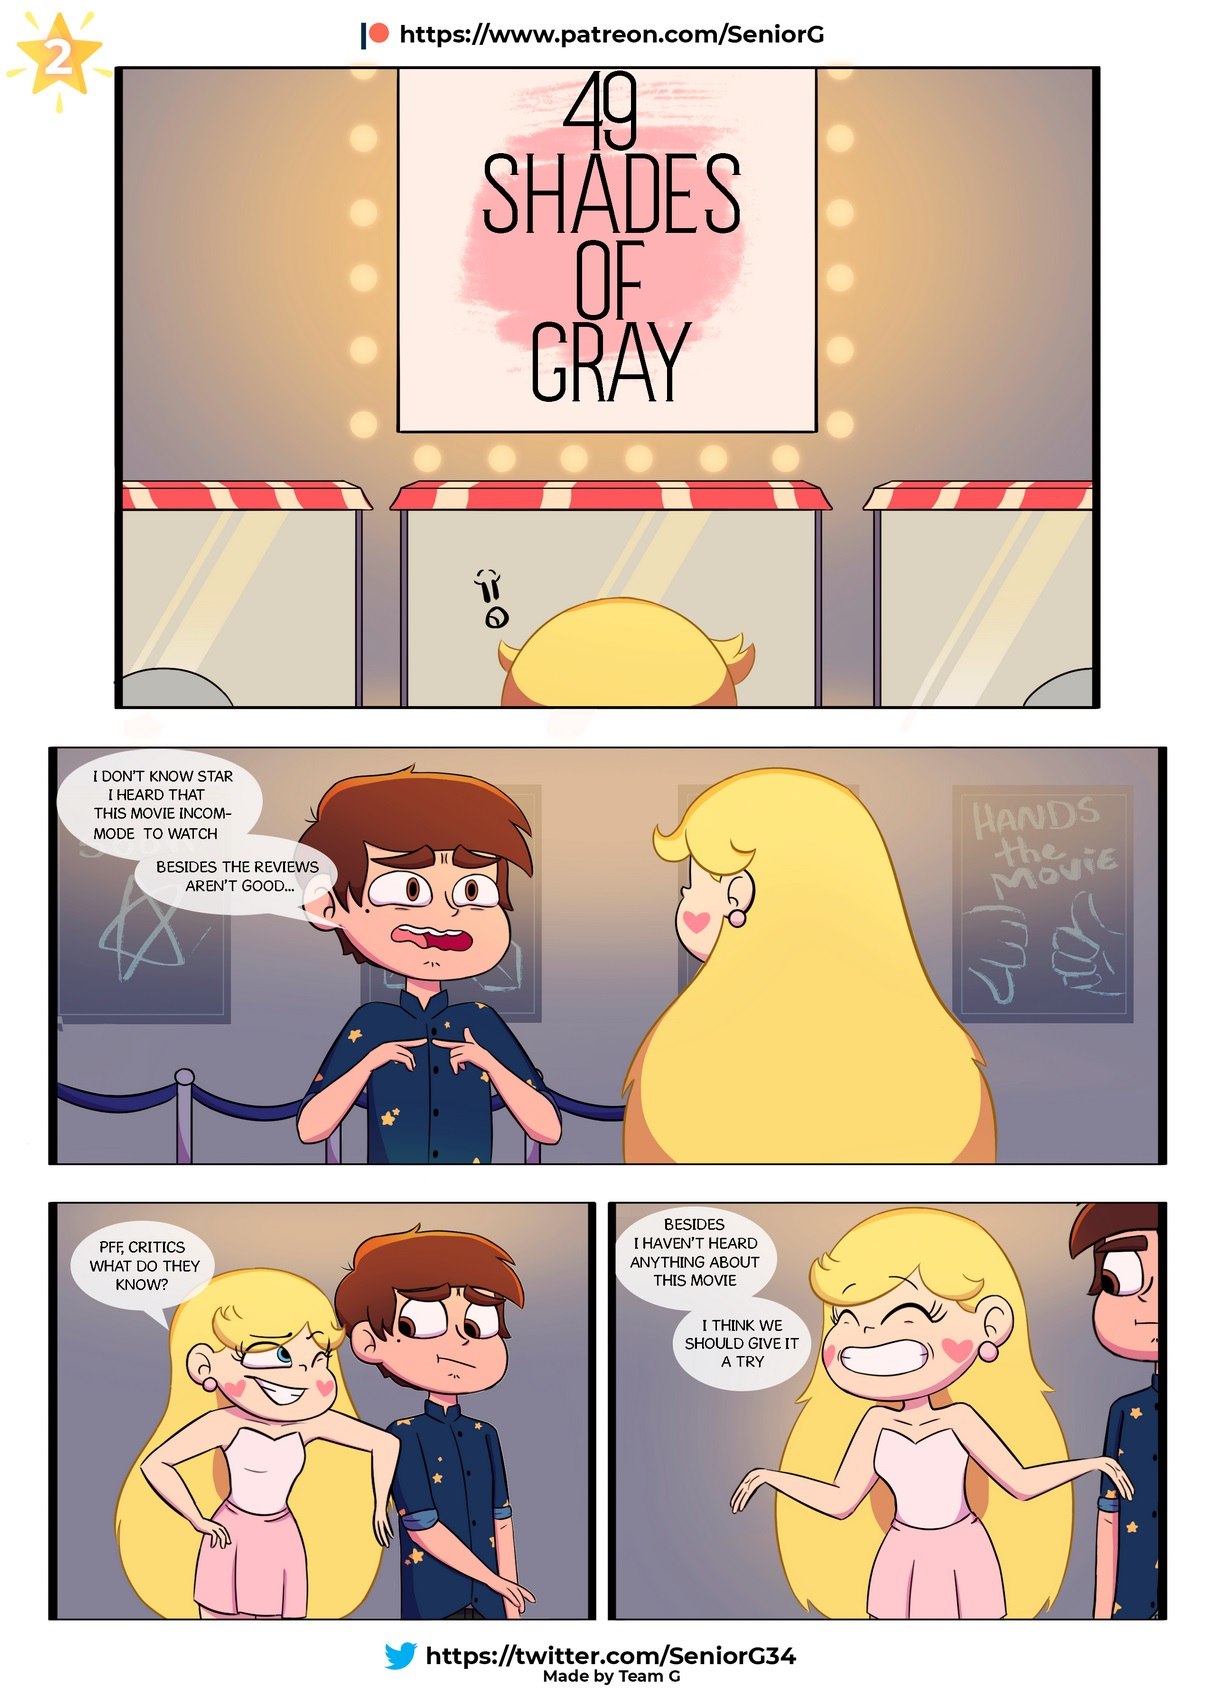 2
https://www.patreon.com/SeniorG
49
SHADES
OF
GRAY
I DON'T KNOW STAR
I HEARD THAT
THIS MOVIE INCOM-
MODE TO WATCH
BESIDES THE REVIEWS
AREN'T GOOD...
HANDS
the
MOVIE
PFF, CRITICS
WHAT DO THEY
KNOW?
BESIDES
I HAVEN'T HEARD
ANYTHING ABOUT
THIS MOVIE
I THINK WE
SHOULD GIVE IT
A TRY
https://twitter.com/SeniorG34
Made by Team G